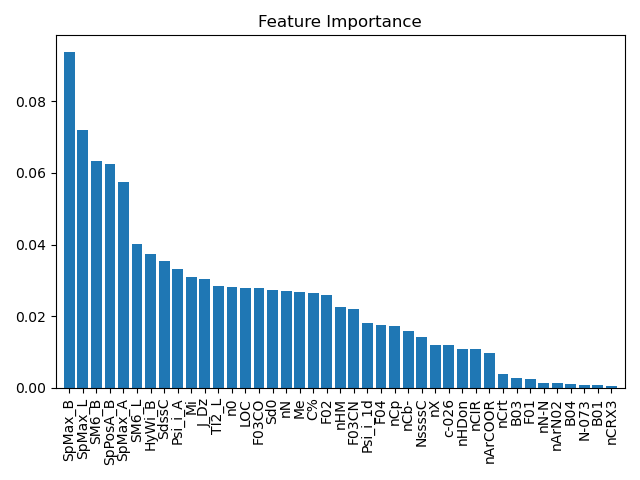 Feature Importance
0.08
0.06
0.04
0.02
0.00
SpMax_B
SpMax_L
SM6_B
SpPosA_B
SpMax_A
SM6_L
HyWi_B
SdssC
Psi_i_A
Mi
J_Dz
TI2_L
n0
LOC
F03CO
Sd0
nN
Me
C%
F02
nHM
F03CN
Psi_i_1d
F04
nCp
nCb-
NssssC
nX
c-026
nHDon
nCIR
nArCOOR
nCrt
B03
F01
nN-N
nArN02
B04
N-073
B01
nCRX3